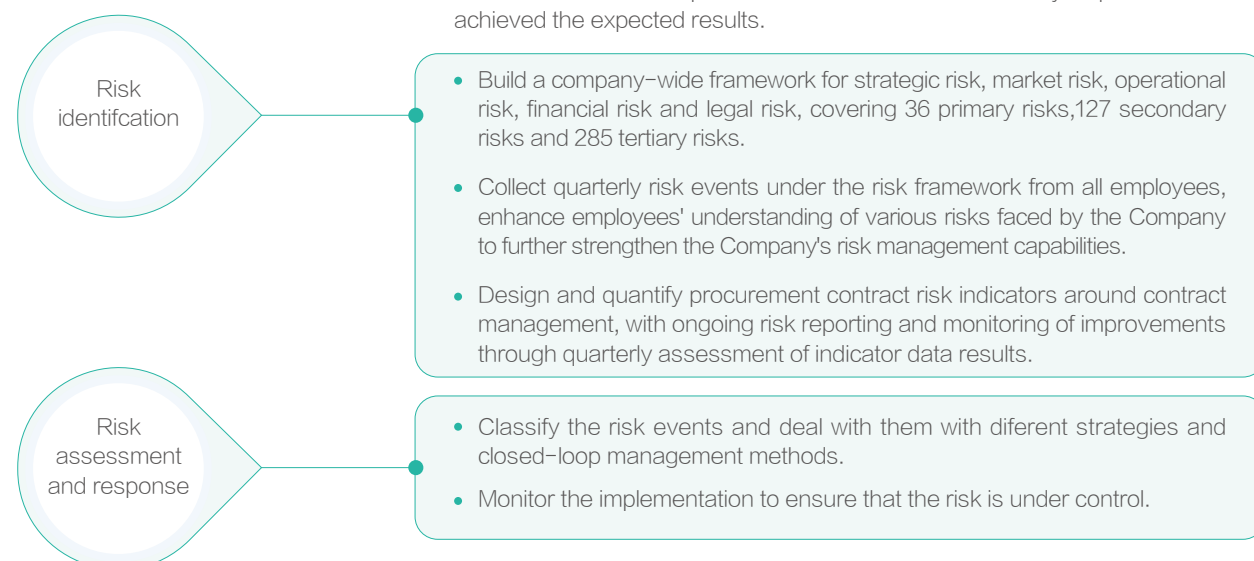 achieved the expected results.
Risk
identifcation
• Build a company-wide framework for strategic risk, market risk, operational
risk, financial risk and legal risk, covering 36 primary risks,127 secondary
risks and 285 tertiary risks.
• Collect quarterly risk events under the risk framework from all employees,
enhance employees' understanding of various risks faced by the Company
to further strengthen the Company's risk management capabilities.
• Design and quantify procurement contract risk indicators around contract
management, with ongoing risk reporting and monitoring of improvements
through quarterly assessment of indicator data results.
Risk
assessment
and response
• Classify the risk events and deal with them with diferent strategies and
closed-loop management methods.
• Monitor the implementation to ensure that the risk is under control.